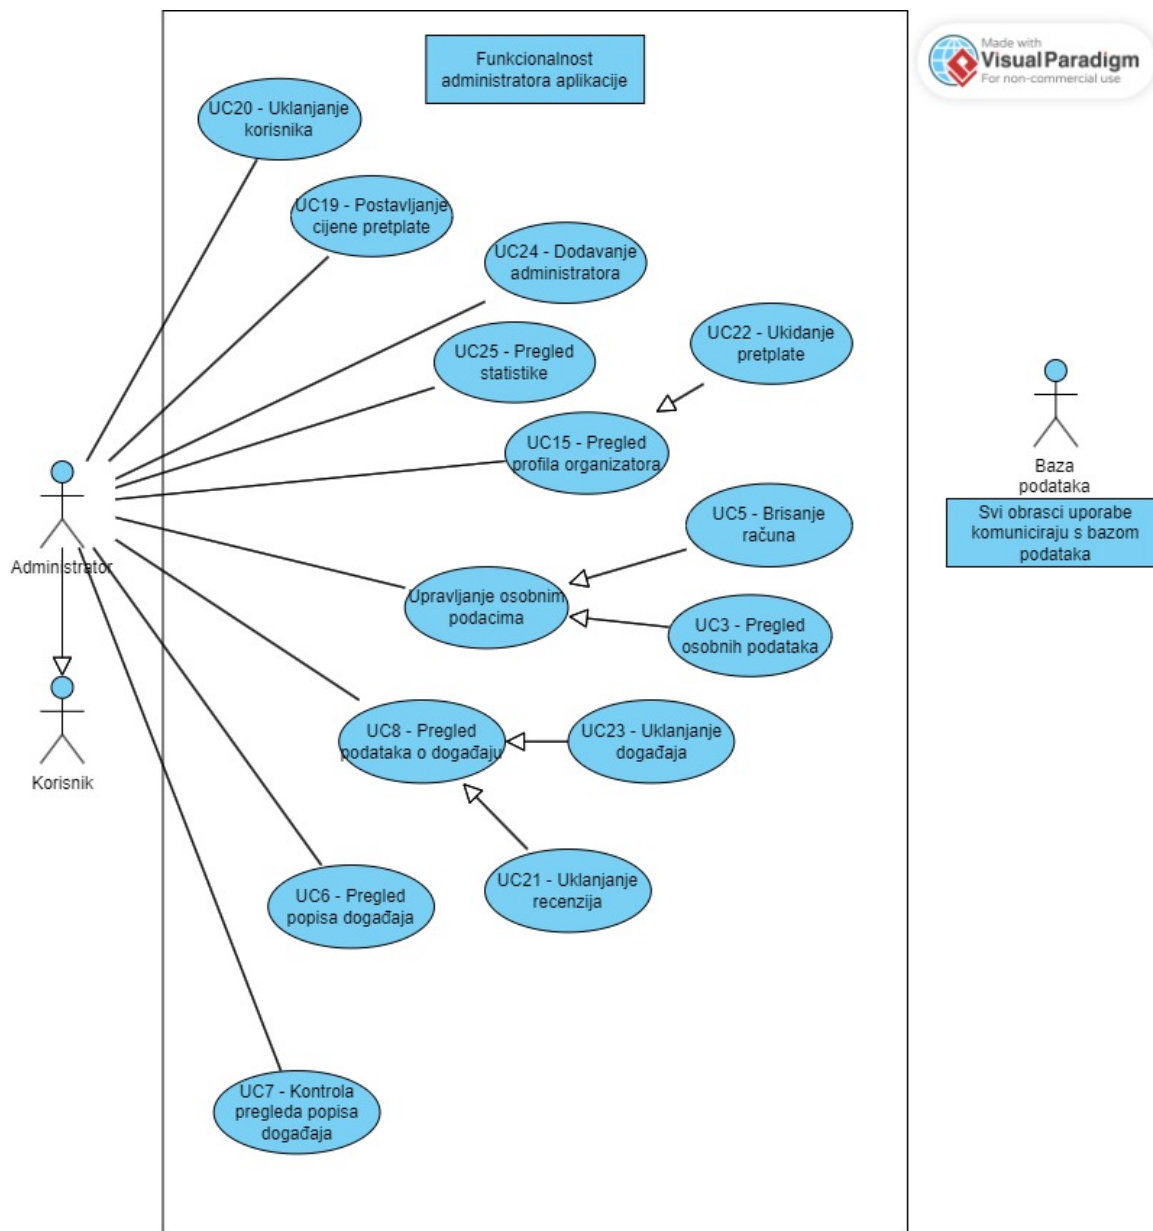 Funkcionalnost
administratora aplikacije
Made with
Visual Paradigm
For non-commercial use
UC20 - Uklanjanje
korisnika
UC19 - Postavljanje
cijene pretplate
UC24 - Dodavanje
administratora
UC25 - Pregled
statistike
UC22 - Ukidanje
pretplate
UC15 - Pregled
profila organizatora
Baza
podataka
Svi obrasci uporabe
komuniciraju s bazom
podataka
UC5 - Brisanje
računa
Administrator
Upravljanje osobnim
podacima
UC3 - Pregled
osobnih podataka
UC8 - Pregled
podataka o događaju
UC23 - Uklanjanje
događaja
Korisnik
UC21 - Uklanjanje
recenzija
UC6 - Pregled
popisa događaja
UC7 - Kontrola
pregleda popisa
događaja